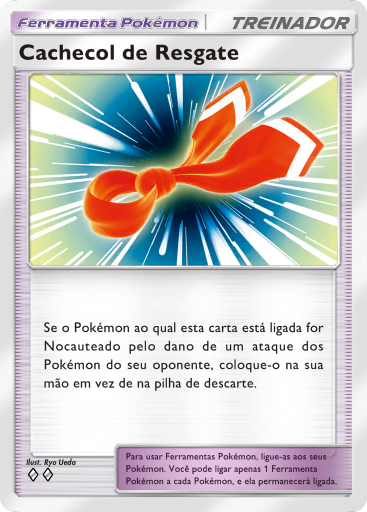 Ferramenta Pokémon
TREINADOR
Cachecol de Resgate
Se o Pokémon ao qual esta carta está ligada for
Nocauteado pelo dano de um ataque dos
Pokémon do seu oponente, coloque-o na sua
mão em vez de na pilha de descarte.
Ilust. Ryo Ueda
Para usar Ferramentas Pokémon, ligue-as aos seus
Pokémon. Você pode ligar apenas 1 Ferramenta
Pokémon a cada Pokémon, e ela permanecerá ligada.